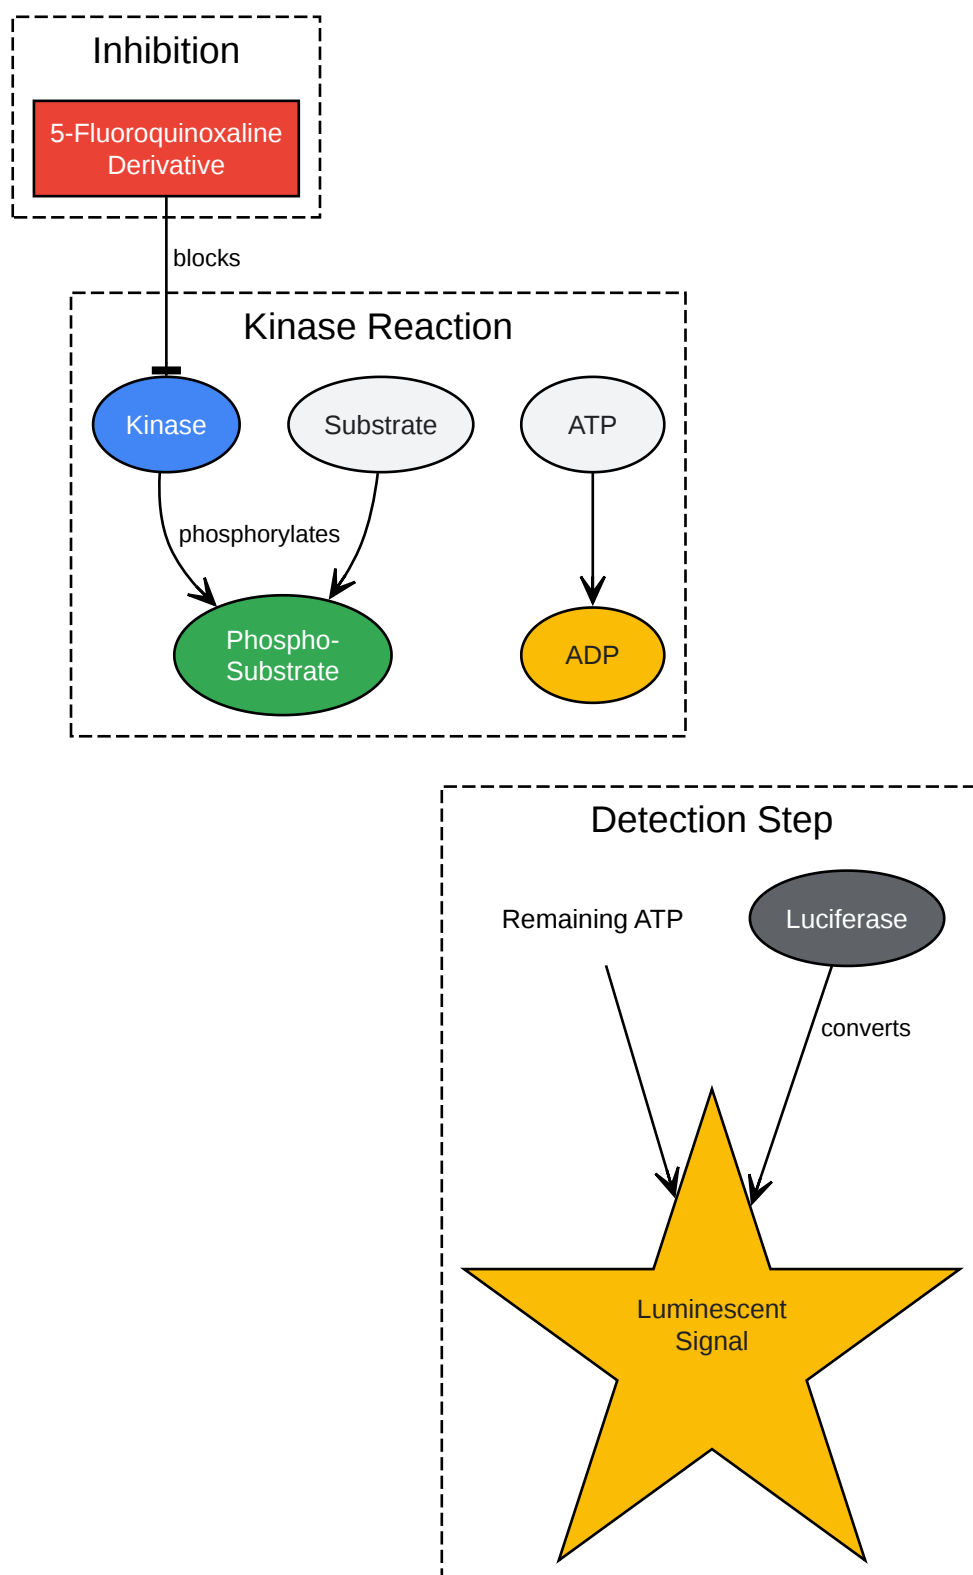 Inhibition
5-Fluoroquinoxaline
Derivative
blocks
Kinase Reaction
Kinase
Substrate
ATP
phosphorylates
Phospho-
Substrate
ADP
Detection Step
Remaining ATP
Luciferase
converts
Luminescent
Signal